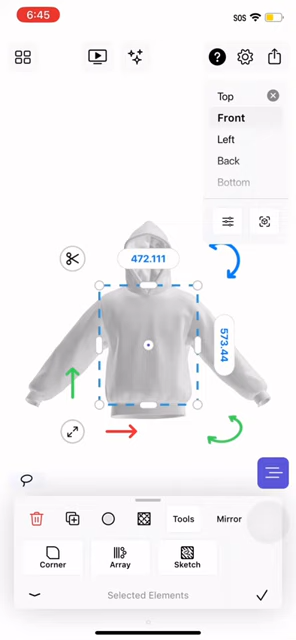 6:45
SOS
?
Top
Front
Left
Back
Bottom
472.111
573.44
Tools
Mirror
Corner
Array
Sketch
Selected Elements